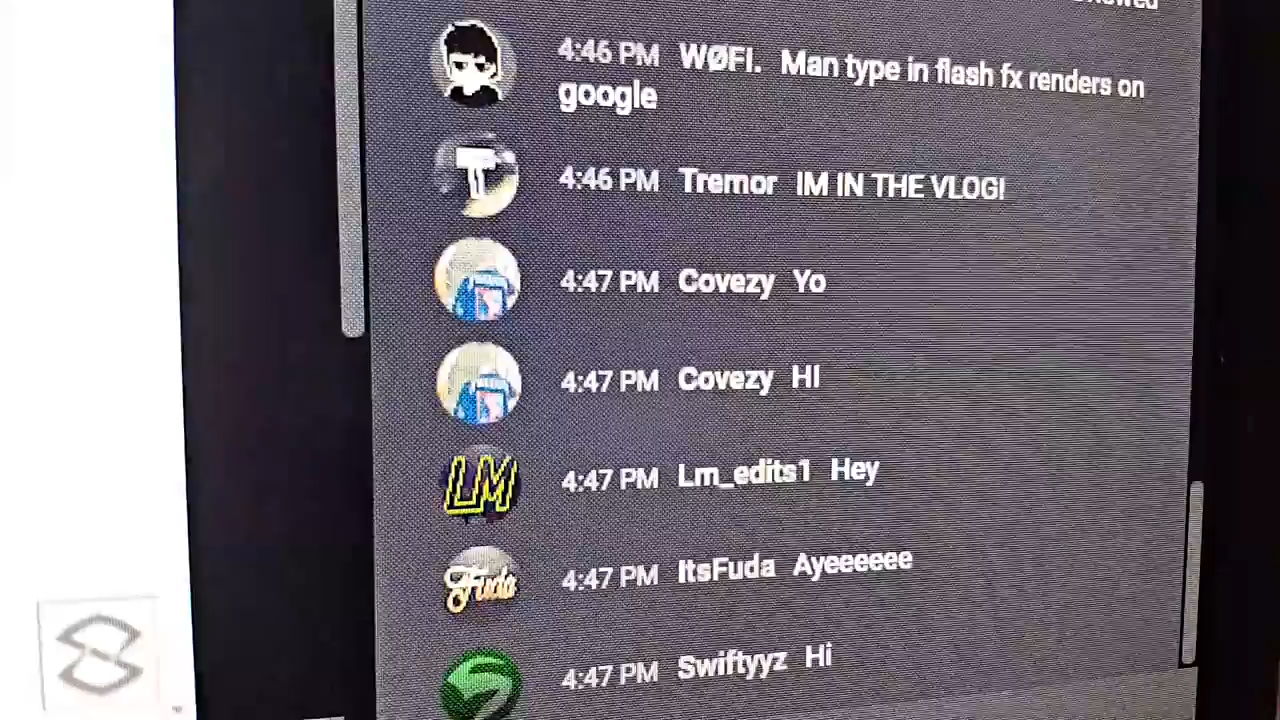 4:46 PM WØFI. Man type in flash fx renders on
google
T
4:46 PM Tremor IM IN THE VLOG!
4:47 PM Covezy Yo
4:47 PM Covezy HI
LM
4:47 PM Lm_edits1 Hey
Fuda
4:47 PM ItsFuda Ayeeeeee
4:47 PM Swiftyyz Hi